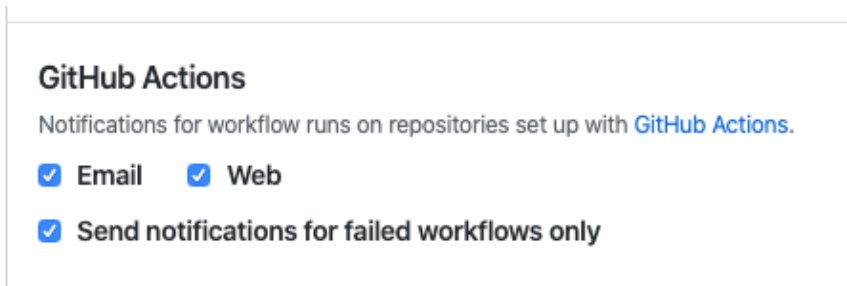 GitHub Actions
Notifications for workflow runs on repositories set up with GitHub Actions.
Email Web
Send notifications for failed workflows only